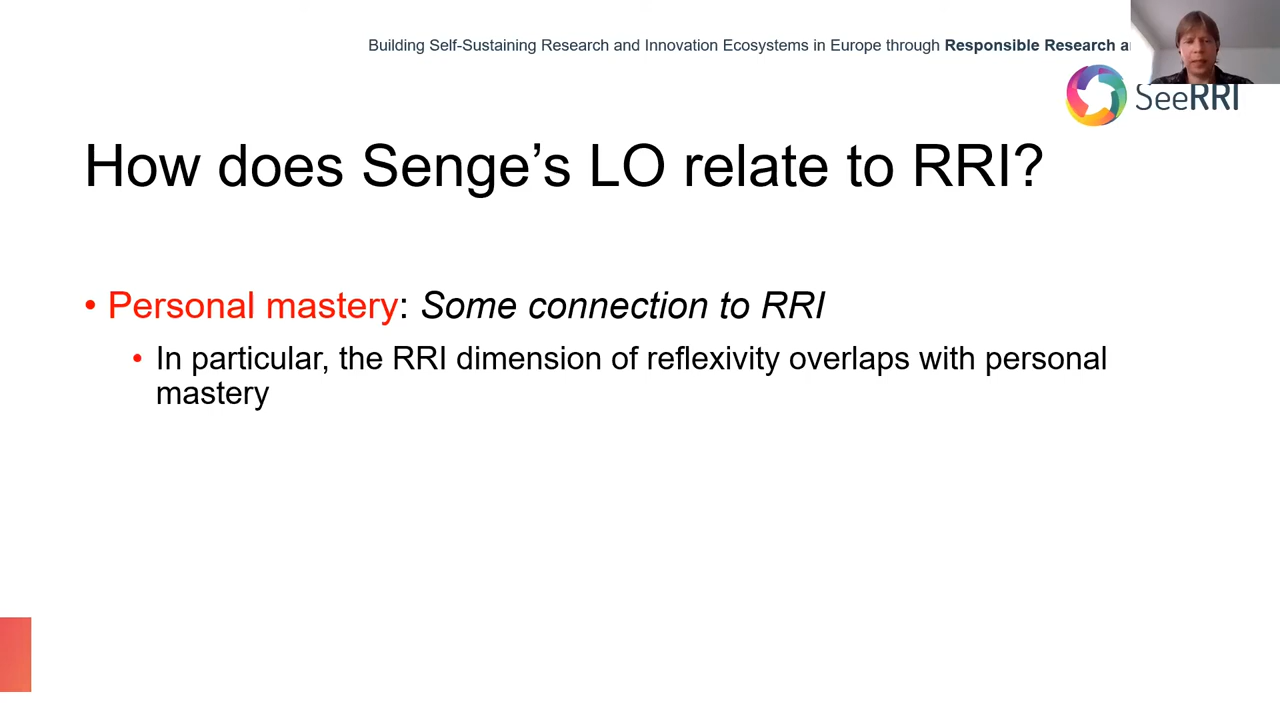 Building Self-Sustaining Research and Innovation Ecosystems in Europe through Responsible Research
SeeRRI
How does Senge’s LO relate to RRI?
• Personal mastery: Some connection to RRI
• In particular, the RRI dimension of reflexivity overlaps with personal
mastery